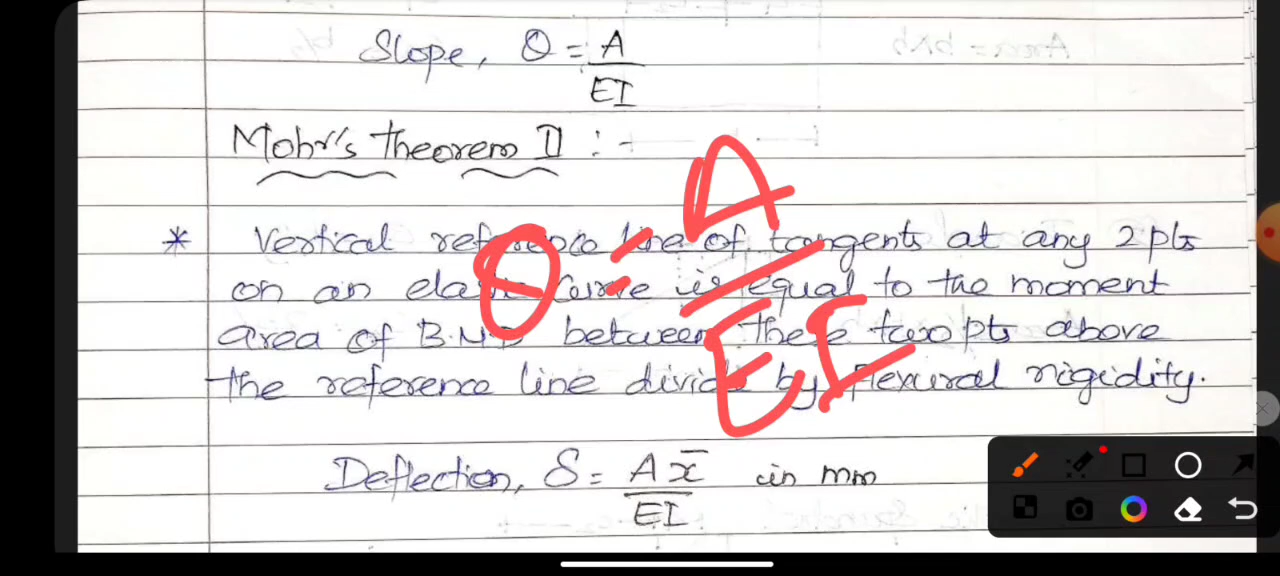 Slope, θ = A
EI
Mohr's theorem II :-
* Vertical reference line of tangents at any 2 pts
on an elastic curve is equal to the moment
area of B.M.D between these two pts above
the reference line divide by flexural rigidity.
Deflection, δ = A x̄ in mm
EI
θ = A
EI